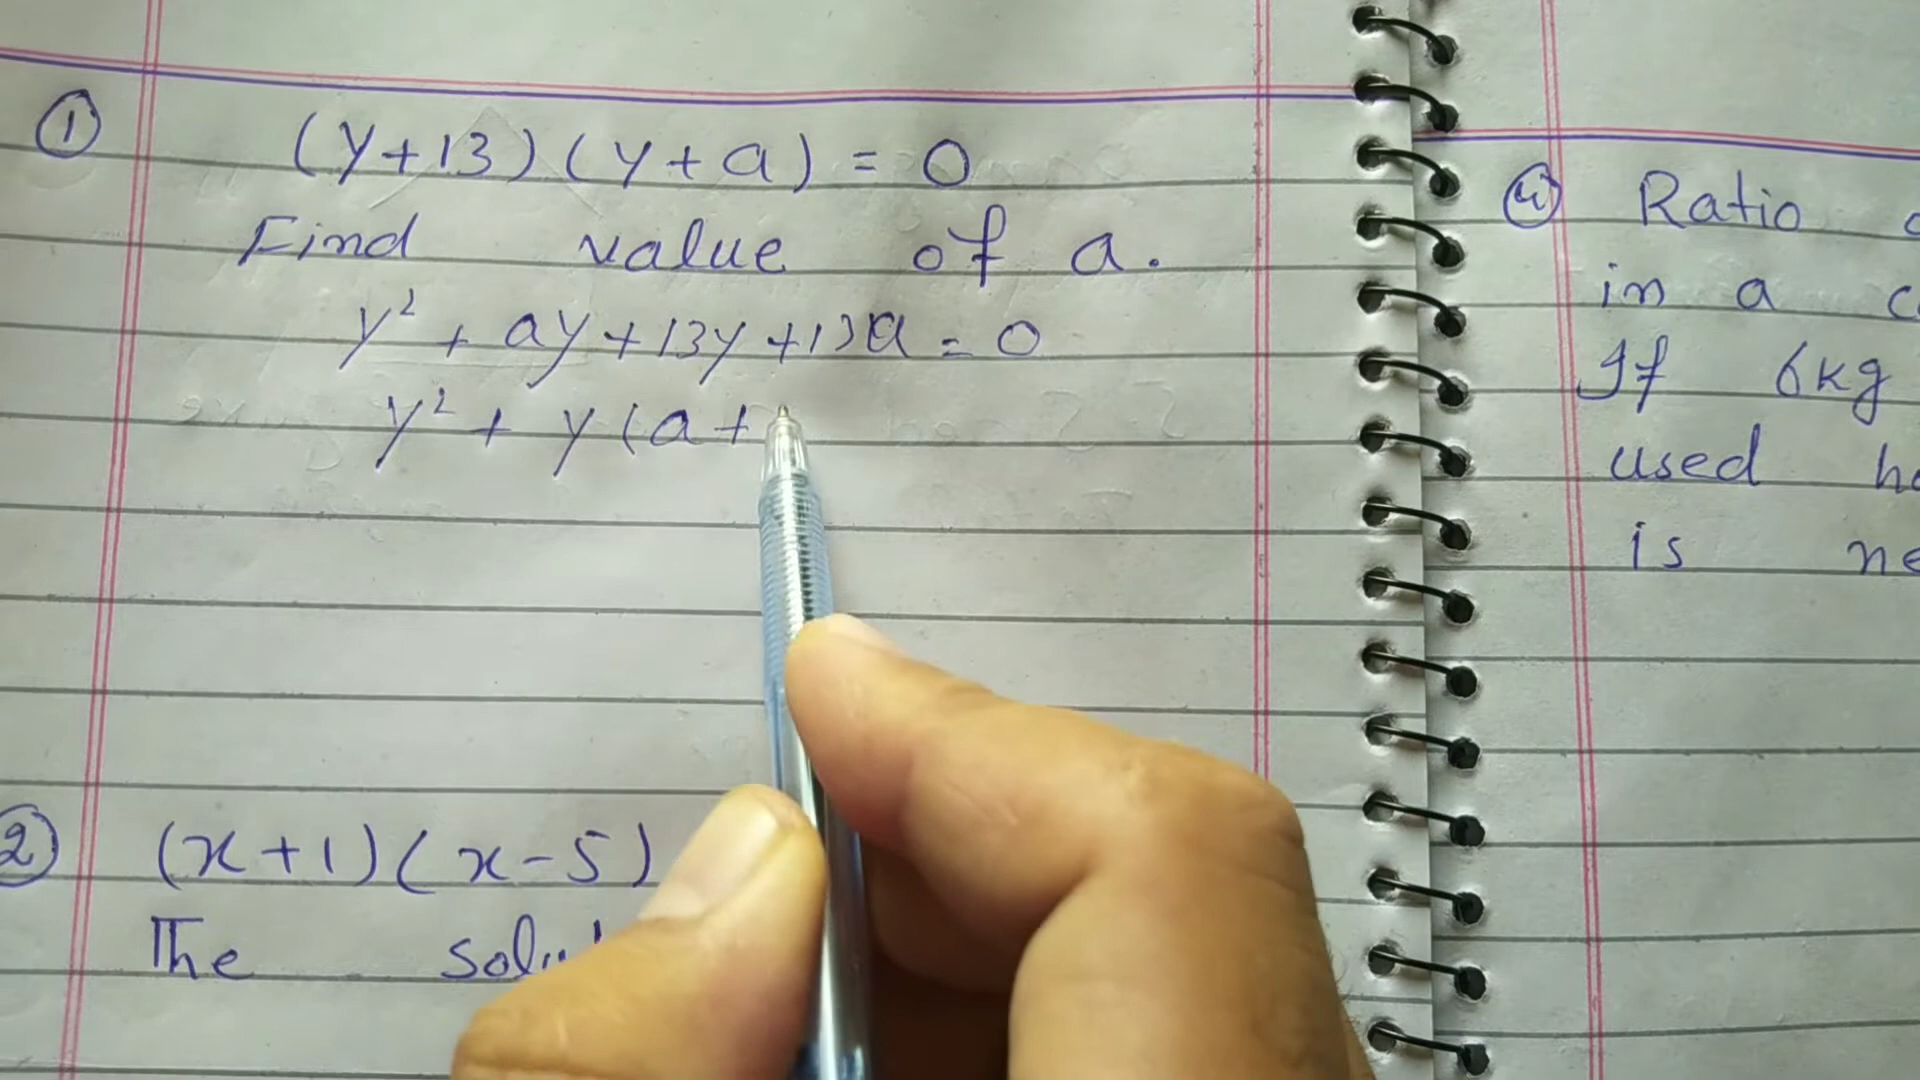 ① (y+13)(y+a) = 0
Find value of a.
y² + ay + 13y + 13a = 0
y² + y(a+
② (x+1)(x-5)
The
④ Ratio
in a
If 6kg
used
is